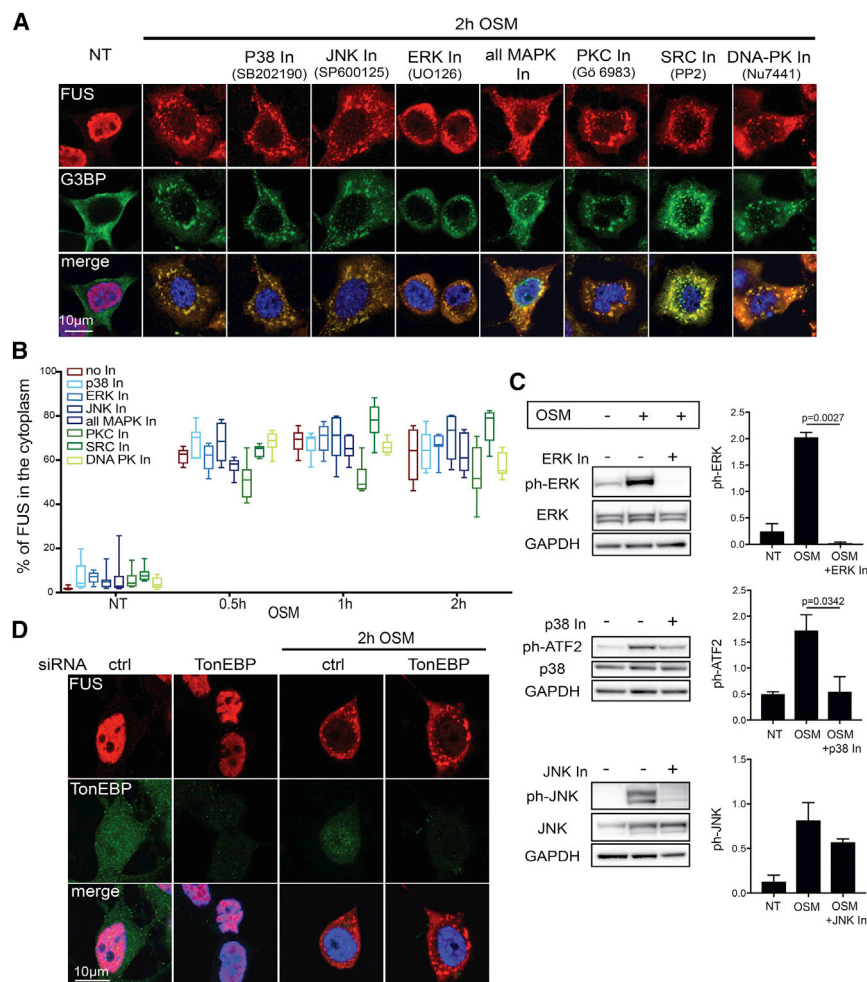 A
2h OSM
NT
P38 In
(SB202190)
JNK In
(SP600125)
ERK In
(UO126)
all MAPK
In
PKC In
(Gö 6983)
SRC In
(PP2)
DNA-PK In
(Nu7441)
FUS
G3BP
merge
10µm
B
% of FUS in the cytoplasm
100
80
60
40
20
0
no In
p38 In
ERK In
JNK In
all MAPK In
PKC In
SRC In
DNA PK In
NT
0.5h
1h
2h
OSM
C
OSM - + +
ERK In - - +
ph-ERK
ERK
GAPDH
ph-ERK
2.5
2.0
1.5
1.0
0.5
0.0
p=0.0027
NT
OSM
OSM
+ERK In
p38 In - - +
ph-ATF2
p38
GAPDH
ph-ATF2
2.5
2.0
1.5
1.0
0.5
0.0
p=0.0342
NT
OSM
OSM
+p38 In
JNK In - - +
ph-JNK
JNK
GAPDH
ph-JNK
1.5
1.0
0.5
0.0
NT
OSM
OSM
+JNK In
D
2h OSM
siRNA ctrl TonEBP ctrl TonEBP
FUS
TonEBP
merge
10µm